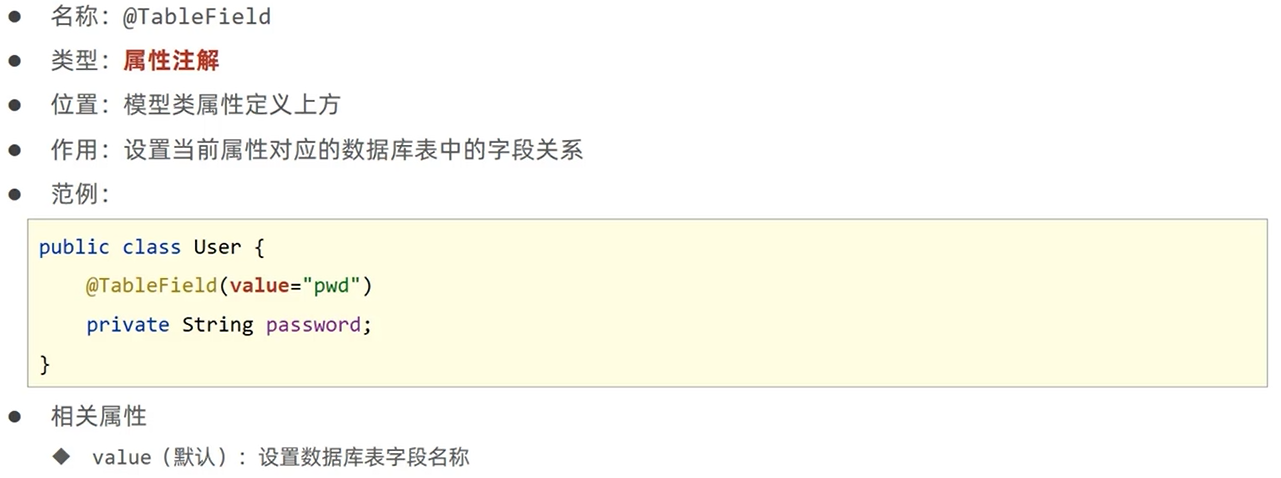 ● 名称：@TableField
● 类型：属性注解
● 位置：模型类属性定义上方
● 作用：设置当前属性对应的数据库表中的字段关系
● 范例：
public class User {
    @TableField(value="pwd")
    private String password;
}
● 相关属性
◆ value（默认）：设置数据库表字段名称